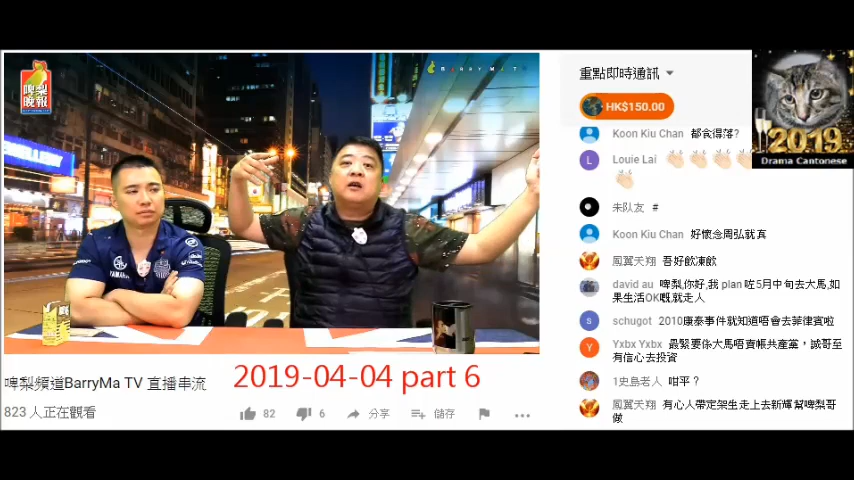 啤梨
晚報
BARRY MA TV
YAMAHA
啤梨頻道BarryMa TV 直播串流
2019-04-04 part 6
823 人正在觀看
82
6
分享
儲存
重點即時通訊
HK$150.00
2019
Drama Cantonese
Koon Kiu Chan 都食得落?
Louie Lai 👏🏻👏🏻👏🏻👏🏻
👏🏻
朱队友 #
Koon Kiu Chan 好懷念周弘就真
鳳翼天翔 吾好飲凍飲
david au 啤梨,你好,我 plan 咗5月中旬去大馬,如
果生活OK嘅就走人
schugot 2010康泰事件就知道唔會去菲律賓啦
Yxbx Yxbx 最緊要係大馬唔賣帳共產黨，誠哥至
有信心去投資
1史島老人 咁平？
鳳翼天翔 有心人帶定架生走上去新輝幫啤梨哥
做